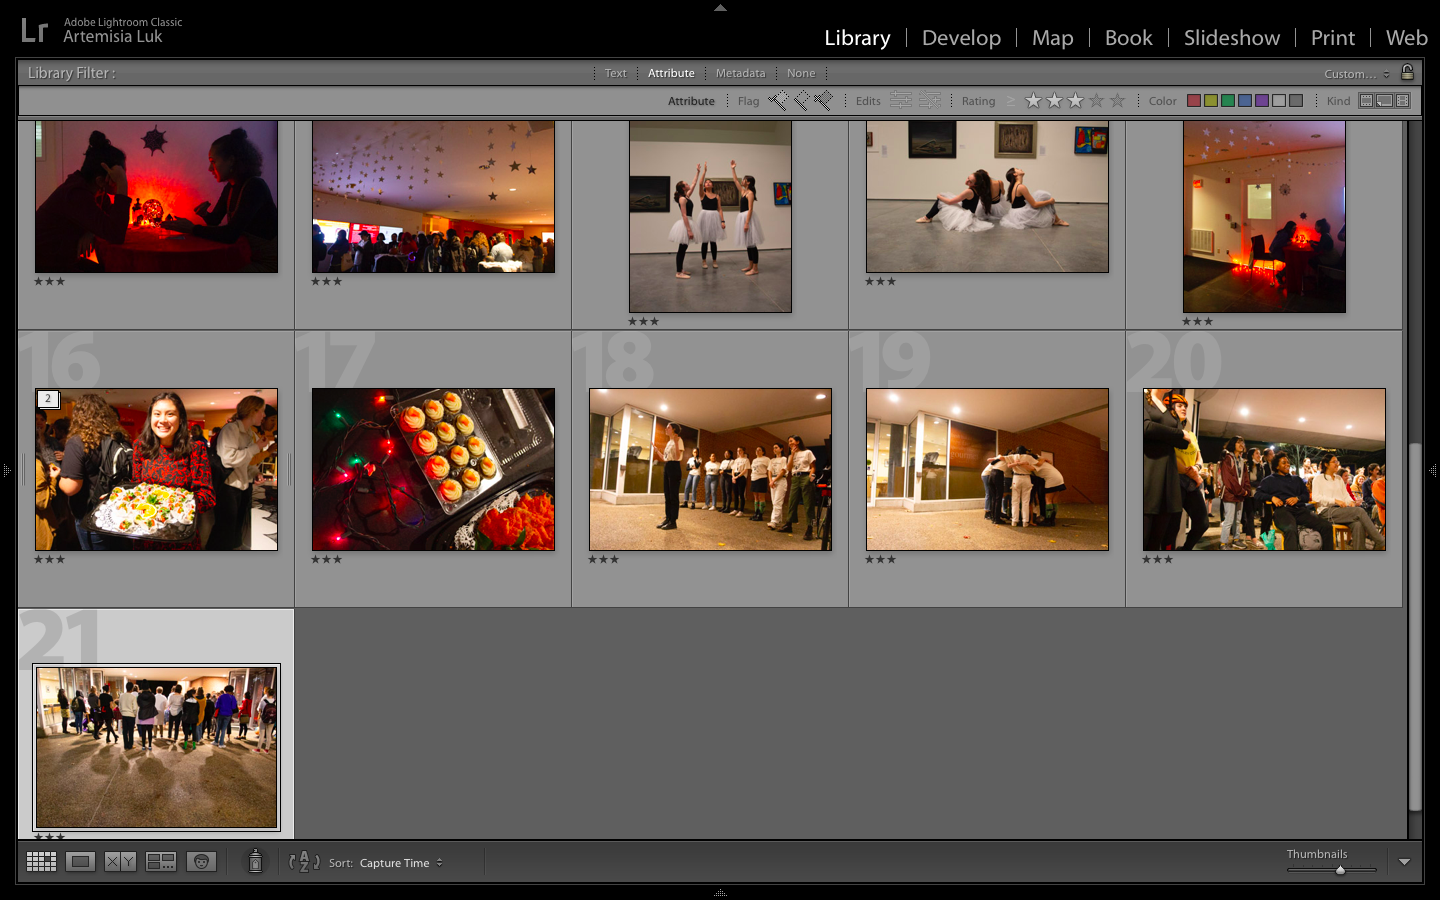 Lr
Adobe Lightroom Classic
Artemisia Luk
Library Develop Map Book Slideshow Print Web
Library Filter :
Text Attribute Metadata None
Custom...
Attribute Flag Edits Rating ≥ ★★★☆☆ Color Kind
★★★ ★★★ ★★★ ★★★ ★★★
16 17 18 19 20
2
★★★ ★★★ ★★★ ★★★ ★★★
21
★★★
XY
A
Z
Sort: Capture Time
Thumbnails